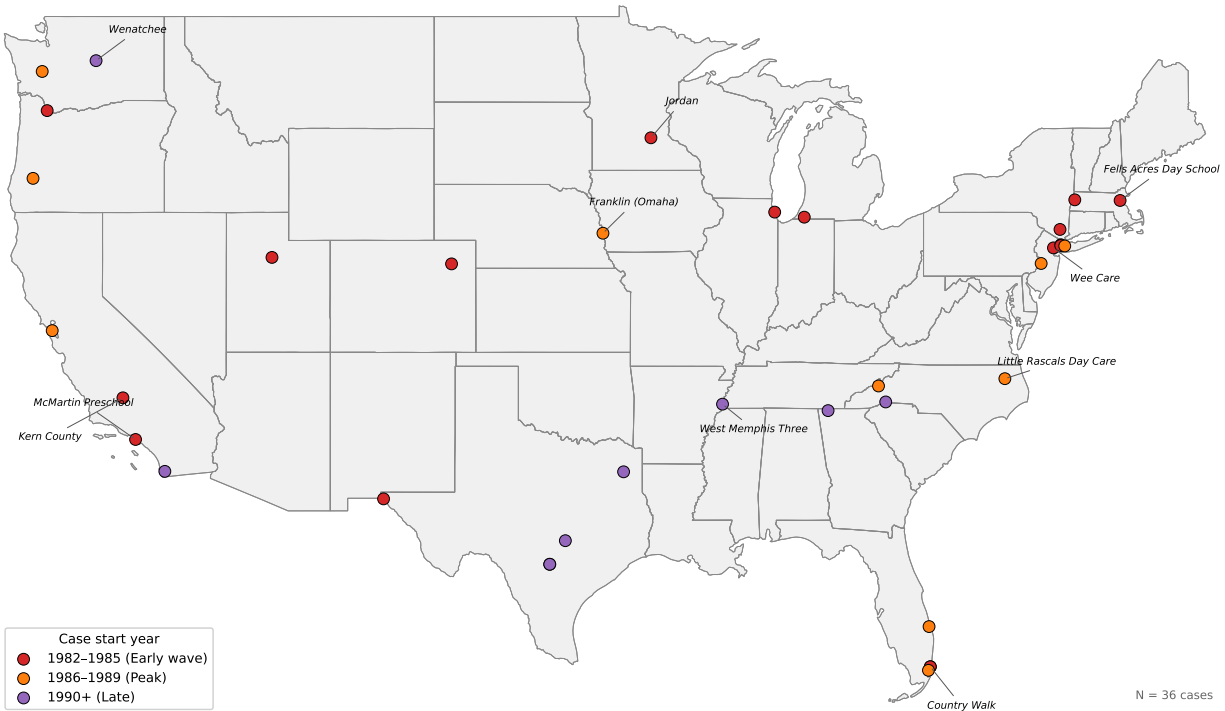 Wenatchee
Jordan
Fells Acres Day School
Franklin (Omaha)
Wee Care
Little Rascals Day Care
McMartin Preschool
West Memphis Three
Kern County
Country Walk
Case start year
1982–1985 (Early wave)
1986–1989 (Peak)
1990+ (Late)
N = 36 cases